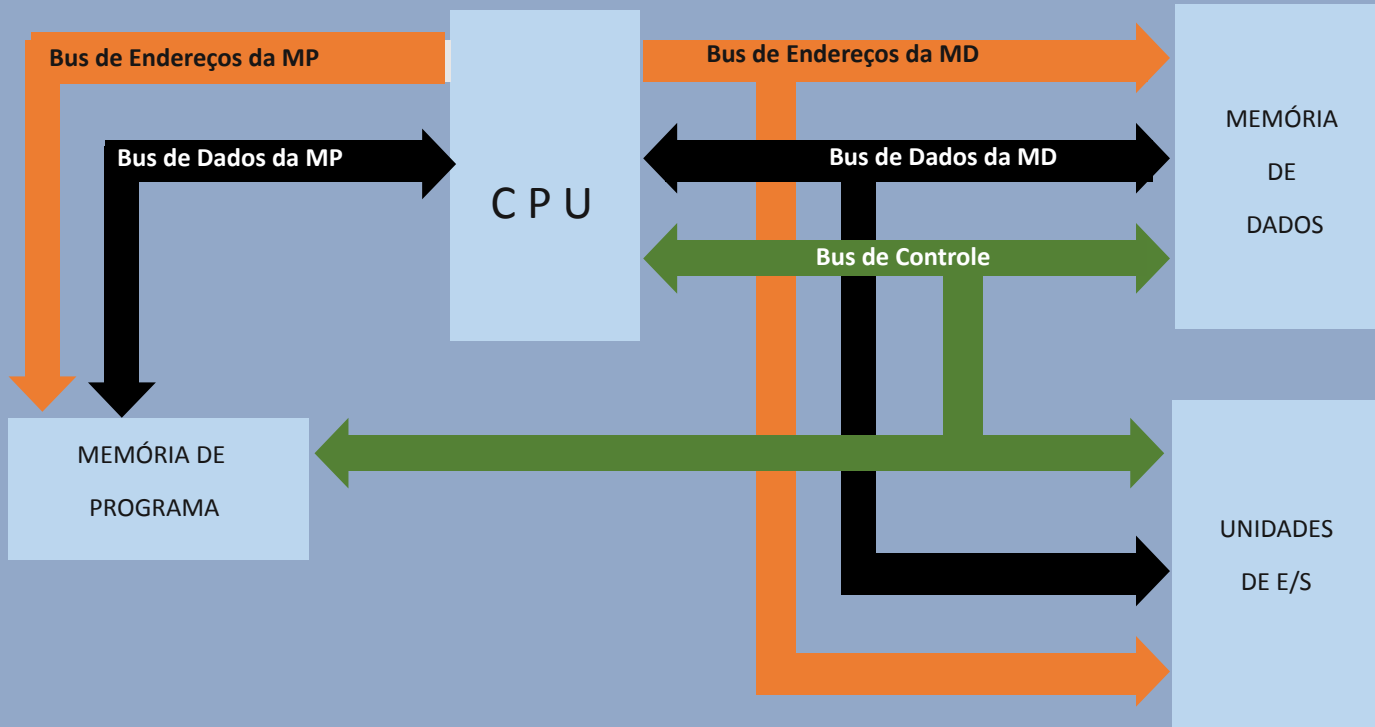 Bus de Endereços da MP
Bus de Endereços da MD
Bus de Dados da MP
C P U
Bus de Dados da MD
Bus de Controle
MEMÓRIA
DE
DADOS
MEMÓRIA DE
PROGRAMA
UNIDADES
DE E/S